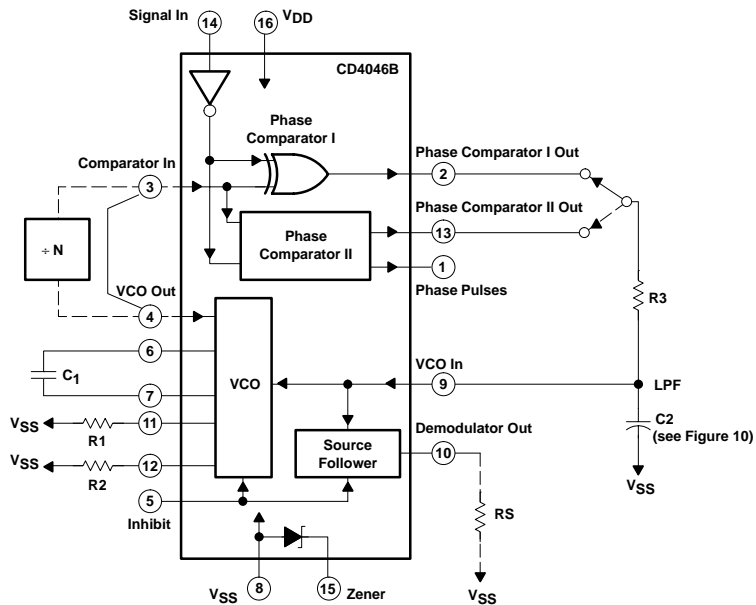 Signal In
14
16
VDD
CD4046B
Phase
Comparator I
Comparator In
3
Phase Comparator I Out
2
Phase Comparator II Out
13
÷ N
Phase
Comparator II
1
Phase Pulses
VCO Out
4
R3
6
C1
7
VCO
VCO In
9
LPF
VSS
R1
11
C2
(see Figure 10)
Demodulator Out
10
Source
Follower
VSS
R2
12
VSS
5
Inhibit
RS
VSS
8
15
Zener
VSS